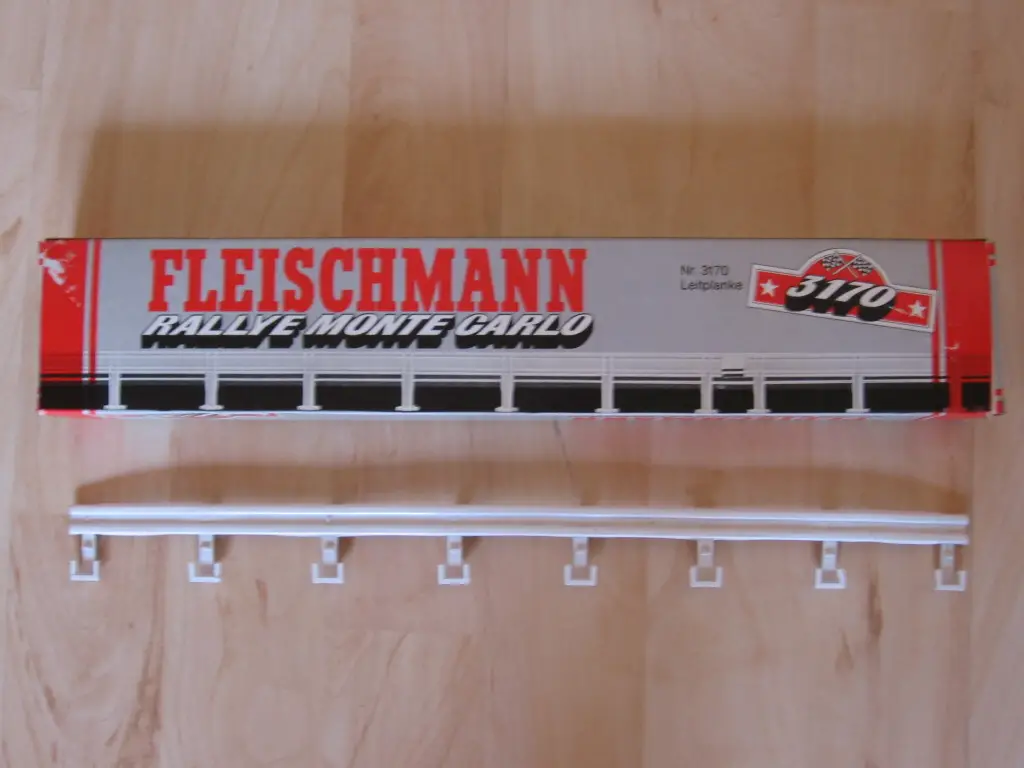 FLEISCHMANN
RALLYE MONTE CARLO
Nr. 3170
Leitplanke
3170